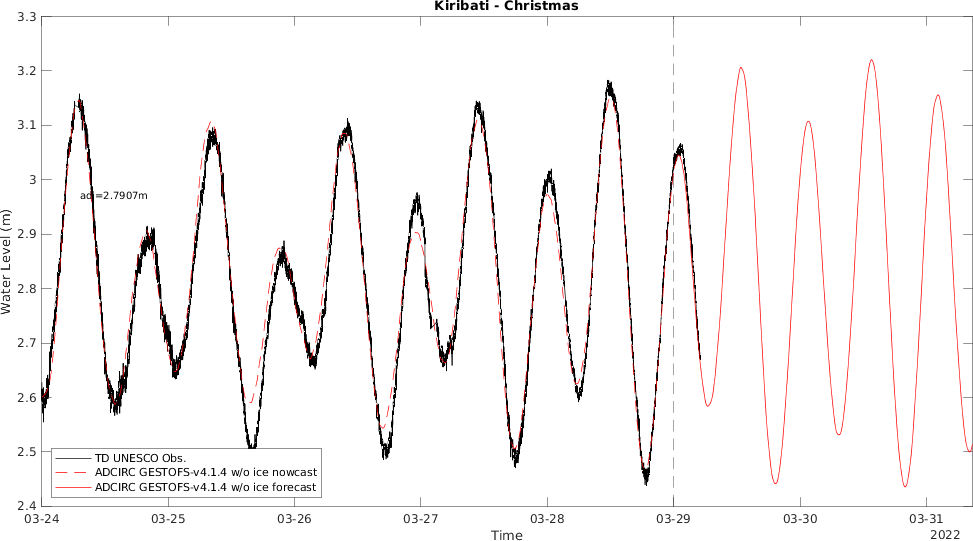 Kiribati - Christmas
3.3
3.2
3.1
3
2.9
2.8
2.7
2.6
2.5
2.4
Water Level (m)
adj=2.7907m
TD UNESCO Obs.
ADCIRC GESTOFS-v4.1.4 w/o ice nowcast
ADCIRC GESTOFS-v4.1.4 w/o ice forecast
03-24 03-25 03-26 03-27 03-28 03-29 03-30 03-31
Time
2022